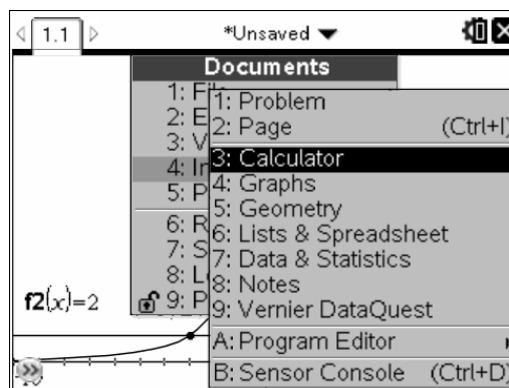 1.1
*Unsaved
Documents
1: F
2: E
3: V
4: In
5: P
6: R
7: S
8: L
9: P
1: Problem
2: Page (Ctrl+I)
3: Calculator
4: Graphs
5: Geometry
6: Lists & Spreadsheet
7: Data & Statistics
8: Notes
9: Vernier DataQuest
A: Program Editor
B: Sensor Console (Ctrl+D)
f2(x)=2